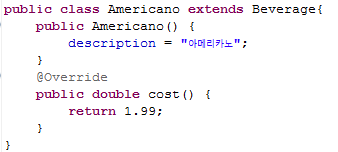 public class Americano extends Beverage{
public Americano() {
description = "아메리카노";
}
@Override
public double cost() {
return 1.99;
}
}